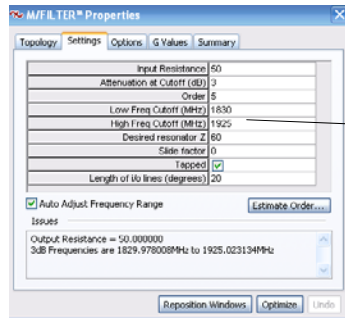 M/FILTER™ Properties
Topology Settings Options G Values Summary
Input Resistance 50
Attenuation at Cutoff (dB) 3
Order 5
Low Freq Cutoff (MHz) 1830
High Freq Cutoff (MHz) 1925
Desired resonator Z 60
Slide factor 0
Tapped
Length of i/o lines (degrees) 20
Auto Adjust Frequency Range Estimate Order...
Issues
Output Resistance = 50.000000
3dB Frequencies are 1829.978008MHz to 1925.023134MHz
Reposition Windows Optimize Undo